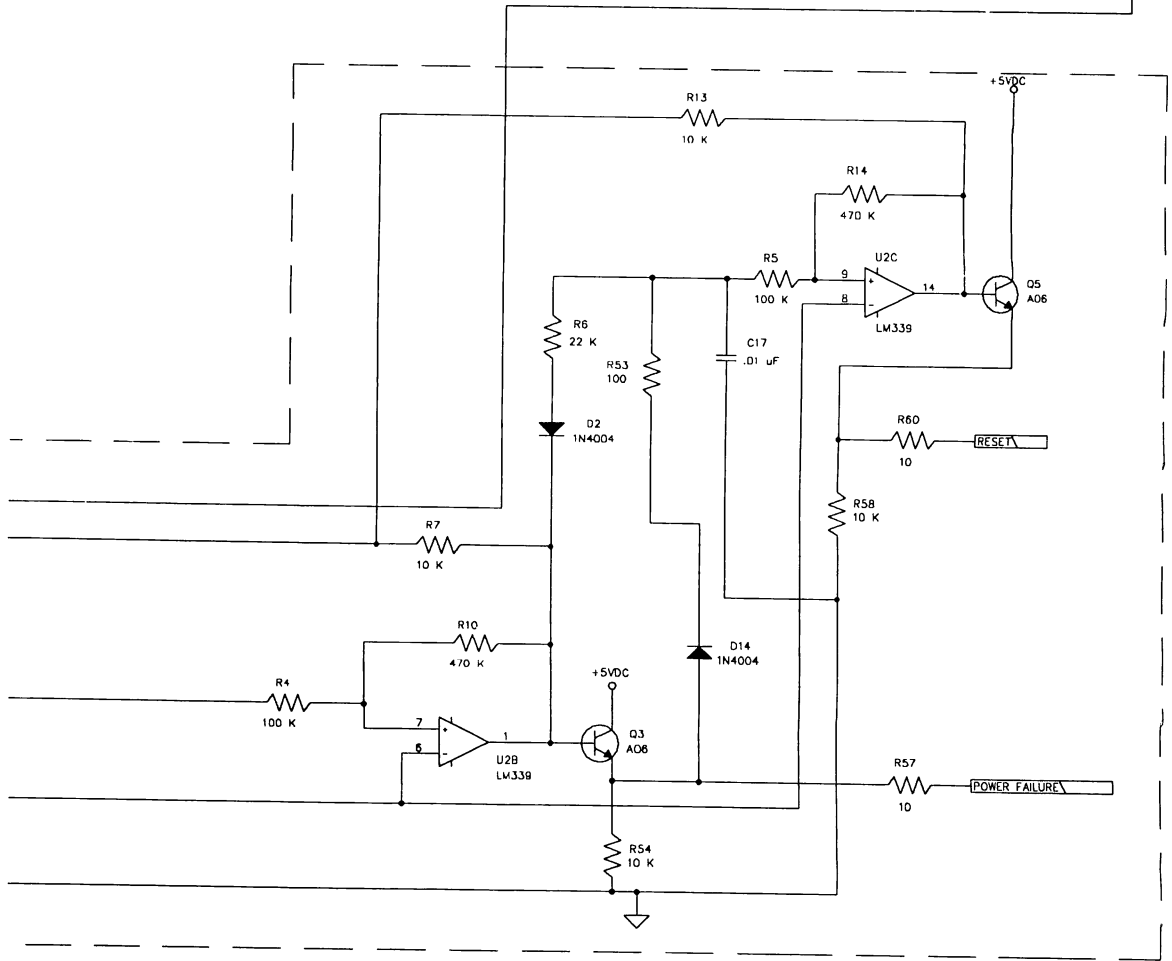 +5VDC
R13
10 K
R14
470 K
R5
100 K
U2C
9
8
14
LM339
Q5
A06
R6
22 K
R53
100
C17
.01 uF
D2
1N4004
R60
10
RESET\
R58
10 K
R7
10 K
R10
470 K
D14
1N4004
+5VDC
R4
100 K
7
6
1
U2B
LM339
Q3
A06
R57
10
POWER FAILURE\
R54
10 K